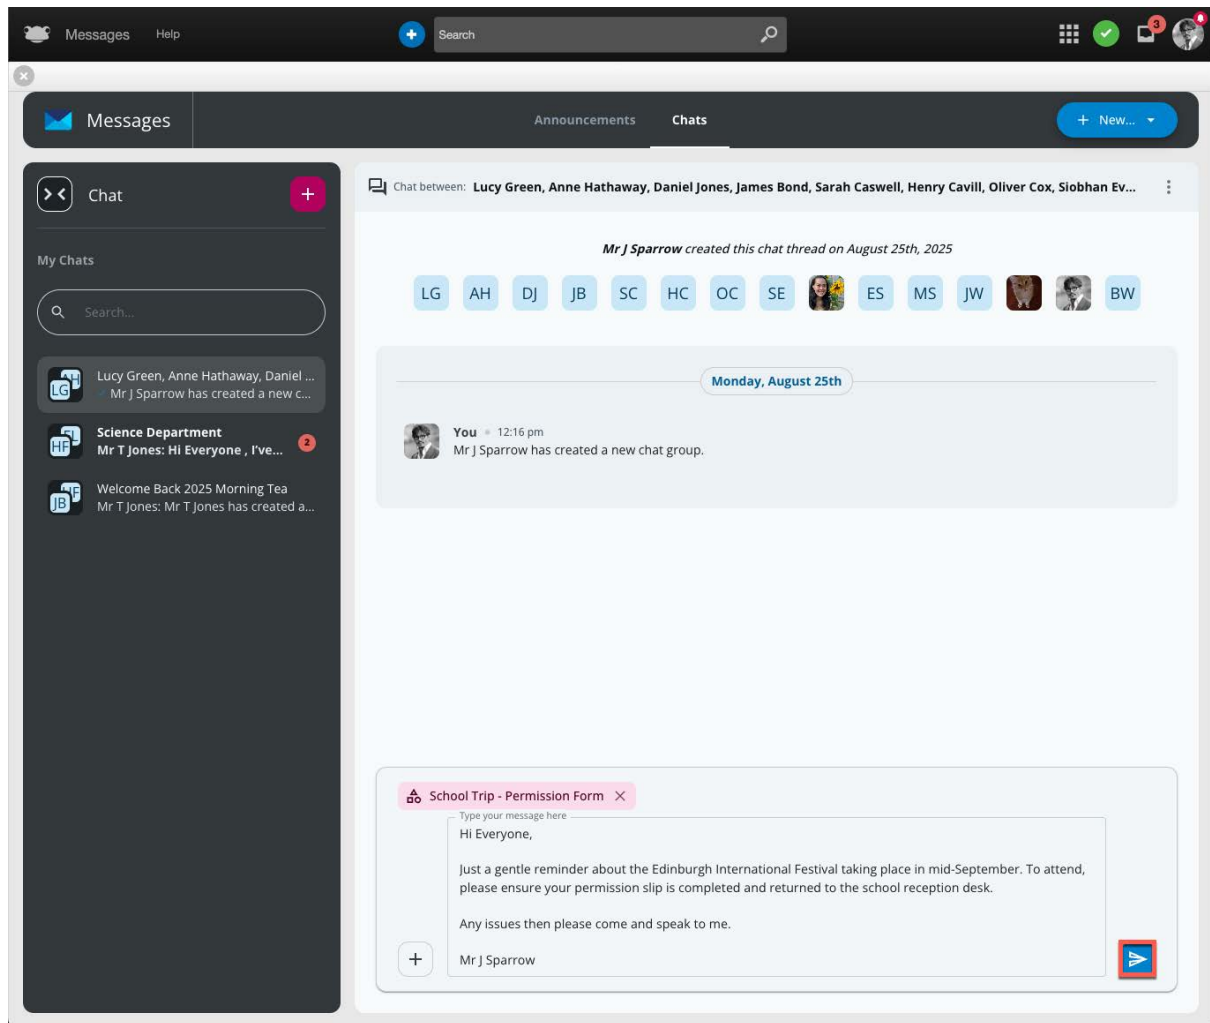 Messages Help
Search
3
Messages
Announcements Chats
+ New...
Chat
+
My Chats
Search...
LG AH
Lucy Green, Anne Hathaway, Daniel ...
Mr J Sparrow has created a new c...
HF
Science Department
Mr T Jones: Hi Everyone , I've...
2
JB HF
Welcome Back 2025 Morning Tea
Mr T Jones: Mr T Jones has created a...
Chat between: Lucy Green, Anne Hathaway, Daniel Jones, James Bond, Sarah Caswell, Henry Cavill, Oliver Cox, Siobhan Ev...
Mr J Sparrow created this chat thread on August 25th, 2025
LG AH DJ JB SC HC OC SE ES MS JW BW
Monday, August 25th
You 12:16 pm
Mr J Sparrow has created a new chat group.
School Trip - Permission Form
Type your message here
Hi Everyone,
Just a gentle reminder about the Edinburgh International Festival taking place in mid-September. To attend,
please ensure your permission slip is completed and returned to the school reception desk.
Any issues then please come and speak to me.
Mr J Sparrow